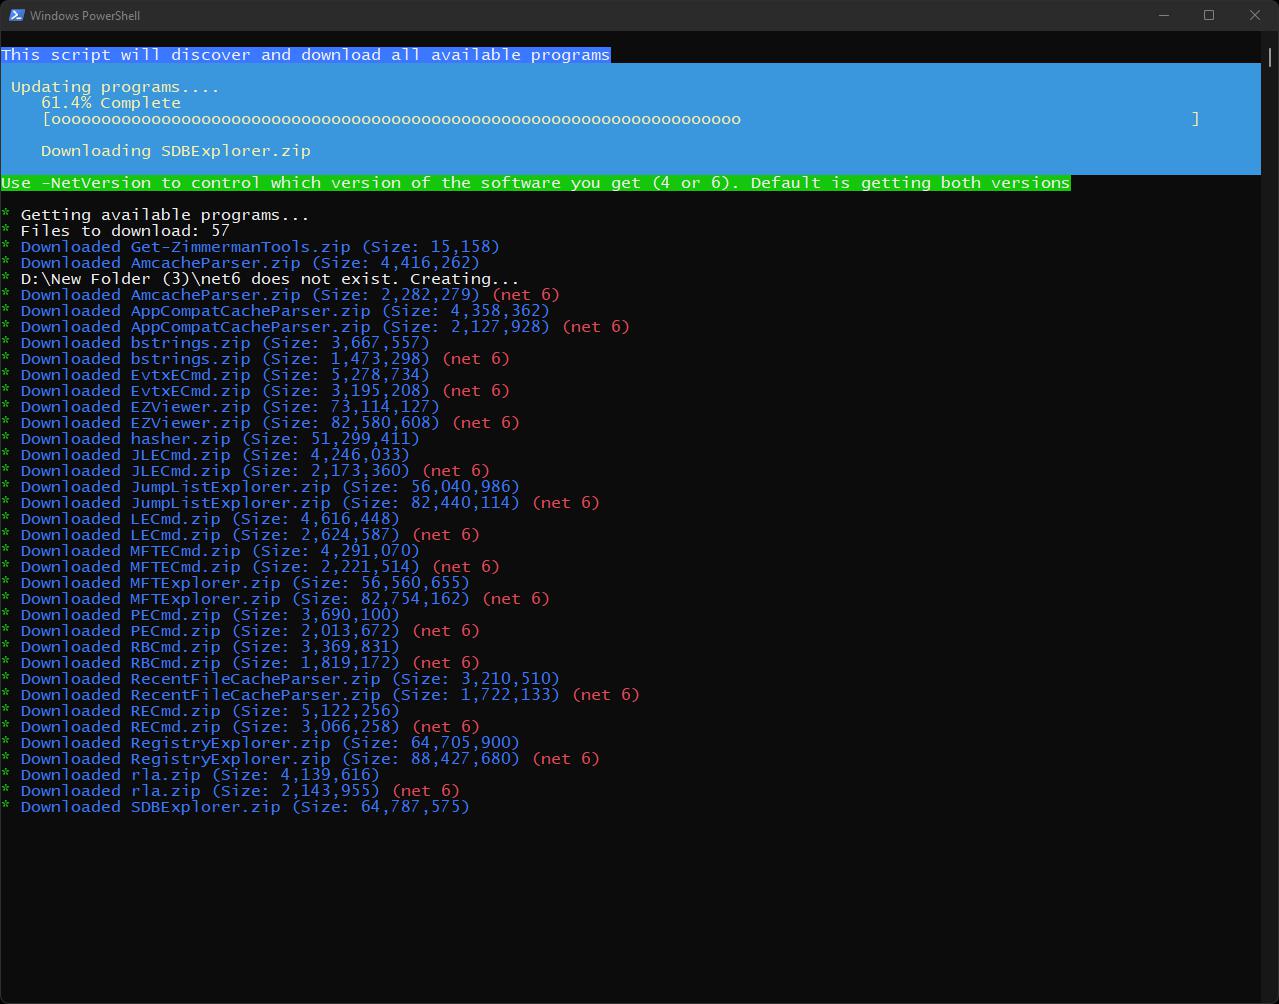 Windows PowerShell
This script will discover and download all available programs
Updating programs....
61.4% Complete
[ooooooooooooooooooooooooooooooooooooooooooooooooooooooooooooooooooooo ]
Downloading SDBExplorer.zip
Use -NetVersion to control which version of the software you get (4 or 6). Default is getting both versions
* Getting available programs...
* Files to download: 57
* Downloaded Get-ZimmermanTools.zip (Size: 15,158)
* Downloaded AmcacheParser.zip (Size: 4,416,262)
* D:\New Folder (3)\net6 does not exist. Creating...
* Downloaded AmcacheParser.zip (Size: 2,282,279) (net 6)
* Downloaded AppCompatCacheParser.zip (Size: 4,358,362)
* Downloaded AppCompatCacheParser.zip (Size: 2,127,928) (net 6)
* Downloaded bstrings.zip (Size: 3,667,557)
* Downloaded bstrings.zip (Size: 1,473,298) (net 6)
* Downloaded EvtxECmd.zip (Size: 5,278,734)
* Downloaded EvtxECmd.zip (Size: 3,195,208) (net 6)
* Downloaded EZViewer.zip (Size: 73,114,127)
* Downloaded EZViewer.zip (Size: 82,580,608) (net 6)
* Downloaded hasher.zip (Size: 51,299,411)
* Downloaded JLECmd.zip (Size: 4,246,033)
* Downloaded JLECmd.zip (Size: 2,173,360) (net 6)
* Downloaded JumpListExplorer.zip (Size: 56,040,986)
* Downloaded JumpListExplorer.zip (Size: 82,440,114) (net 6)
* Downloaded LECmd.zip (Size: 4,616,448)
* Downloaded LECmd.zip (Size: 2,624,587) (net 6)
* Downloaded MFTECmd.zip (Size: 4,291,070)
* Downloaded MFTECmd.zip (Size: 2,221,514) (net 6)
* Downloaded MFTExplorer.zip (Size: 56,560,655)
* Downloaded MFTExplorer.zip (Size: 82,754,162) (net 6)
* Downloaded PECmd.zip (Size: 3,690,100)
* Downloaded PECmd.zip (Size: 2,013,672) (net 6)
* Downloaded RBCmd.zip (Size: 3,369,831)
* Downloaded RBCmd.zip (Size: 1,819,172) (net 6)
* Downloaded RecentFileCacheParser.zip (Size: 3,210,510)
* Downloaded RecentFileCacheParser.zip (Size: 1,722,133) (net 6)
* Downloaded RECmd.zip (Size: 5,122,256)
* Downloaded RECmd.zip (Size: 3,066,258) (net 6)
* Downloaded RegistryExplorer.zip (Size: 64,705,900)
* Downloaded RegistryExplorer.zip (Size: 88,427,680) (net 6)
* Downloaded rla.zip (Size: 4,139,616)
* Downloaded rla.zip (Size: 2,143,955) (net 6)
* Downloaded SDBExplorer.zip (Size: 64,787,575)